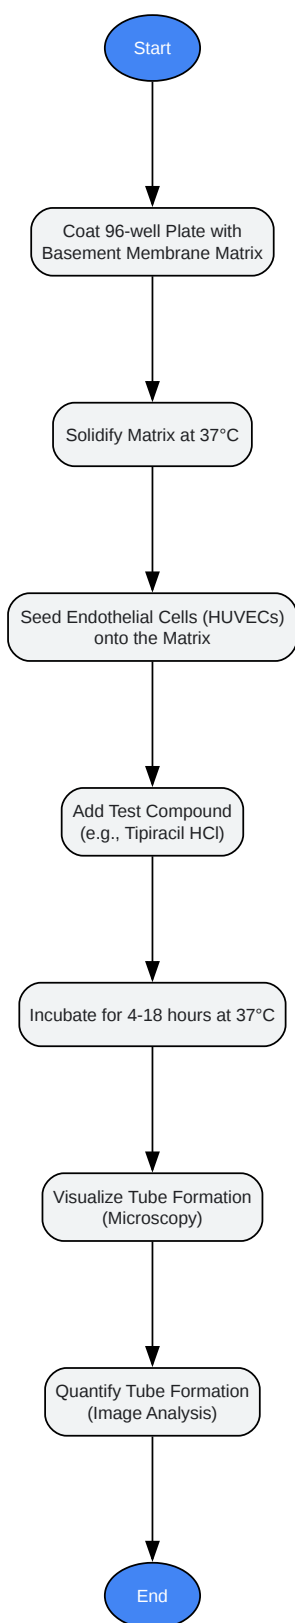 Start
Coat 96-well Plate with
Basement Membrane Matrix
Solidify Matrix at 37°C
Seed Endothelial Cells (HUVECs)
onto the Matrix
Add Test Compound
(e.g., Tipiracil HCl)
Incubate for 4-18 hours at 37°C
Visualize Tube Formation
(Microscopy)
Quantify Tube Formation
(Image Analysis)
End